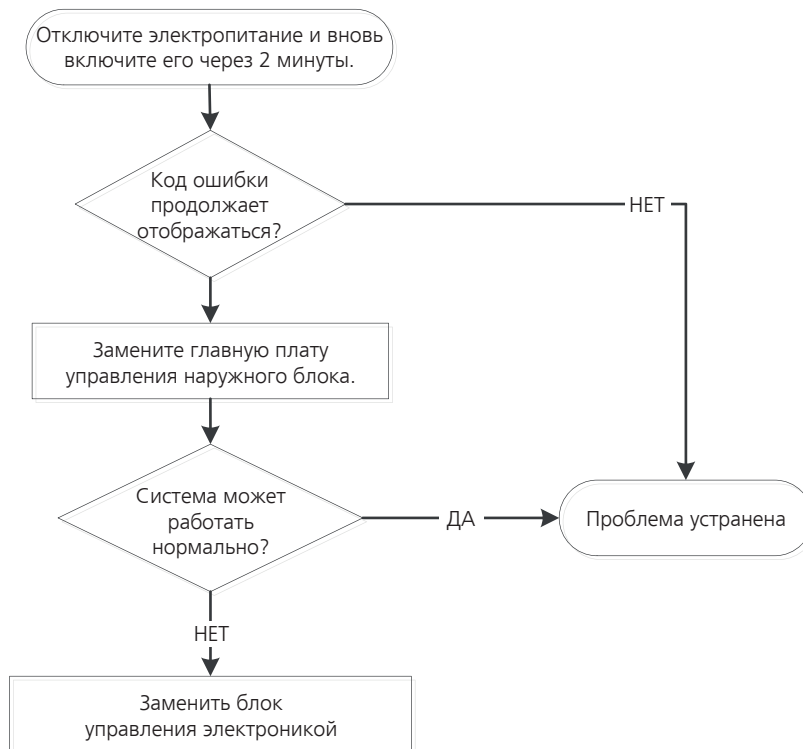 Отключите электропитание и вновь
включите его через 2 минуты.
Код ошибки
продолжает
отображаться?
НЕТ
Замените главную плату
управления наружного блока.
Система может
работать
нормально?
ДА
Проблема устранена
НЕТ
Заменить блок
управления электроникой